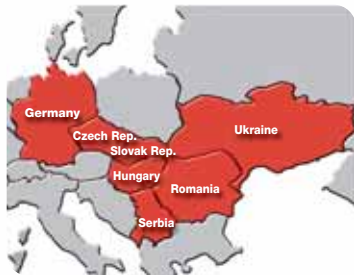 Germany
Czech Rep.
Slovak Rep.
Ukraine
Hungary
Romania
Serbia